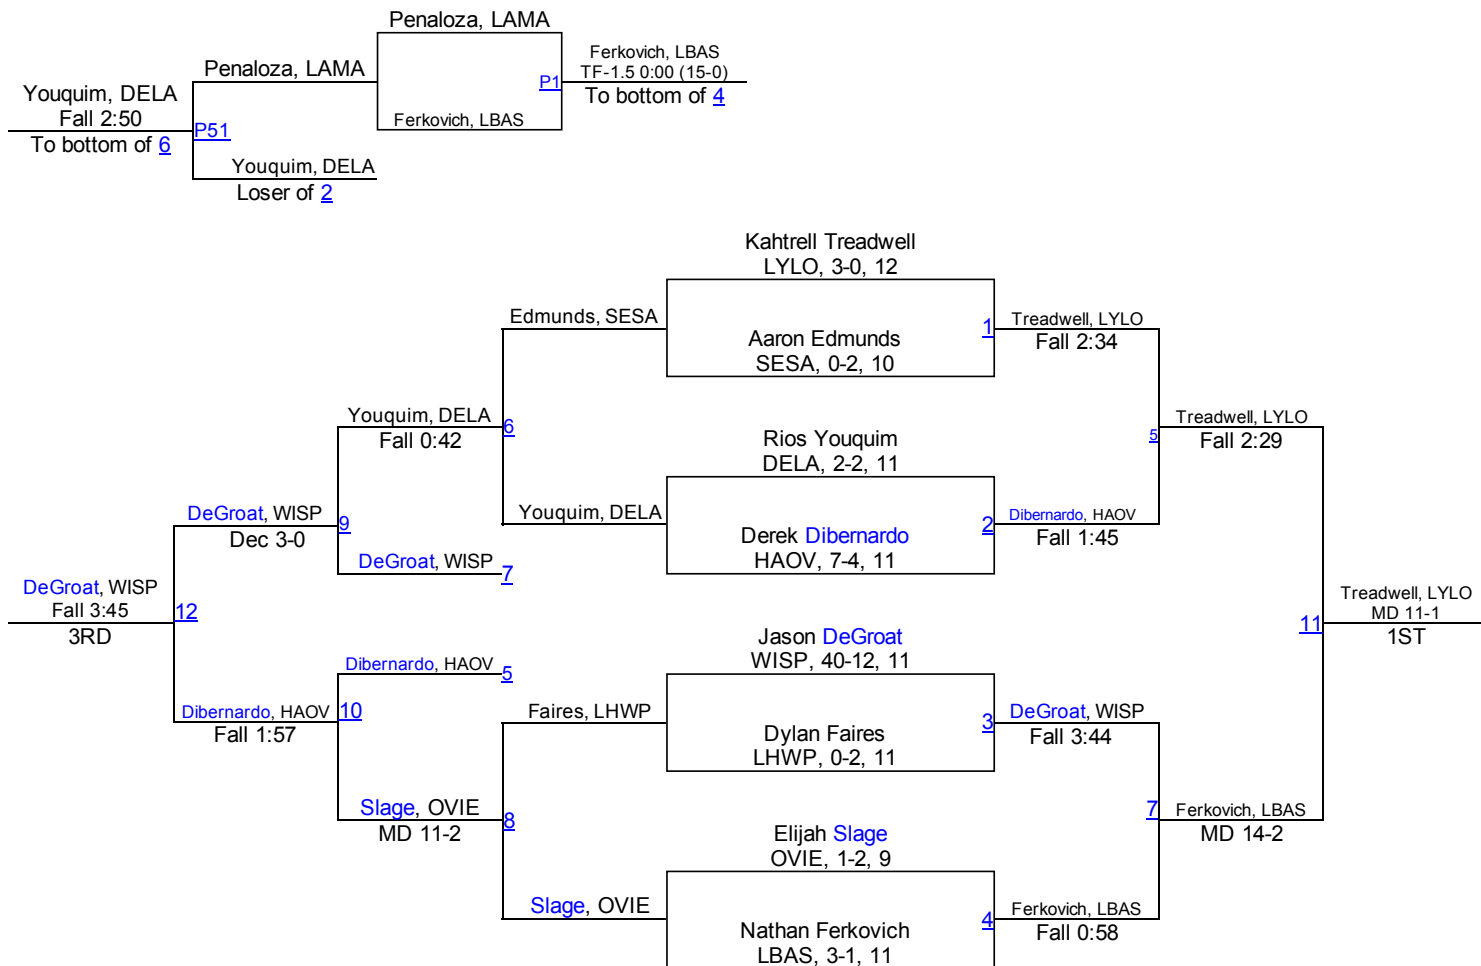 Penaloza, LAMA
Ferkovich, LBAS
Penaloza, LAMA
TF-1.5 0:00 (15-0)
P1
Youquim, DELA
To bottom of 4
Fall 2:50
Ferkovich, LBAS
P51
To bottom of 6
Youquim, DELA
Loser of 2
Kahtrell Treadwell
LYLO, 3-0, 12
Edmunds, SESA
1
Treadwell, LYLO
Aaron Edmunds
Fall 2:34
SESA, 0-2, 10
Youquim, DELA
6
Treadwell, LYLO
Fall 0:42
Rios Youquim
5
Fall 2:29
DELA, 2-2, 11
DeGroat, WISP
9
Youquim, DELA
2
Dibernardo, HAOV
Dec 3-0
Derek Dibernardo
Fall 1:45
DeGroat, WISP
7
HAOV, 7-4, 11
DeGroat, WISP
Fall 3:45
12
3RD
Treadwell, LYLO
MD 11-1
11
1ST
Jason DeGroat
WISP, 40-12, 11
Dibernardo, HAOV
5
Dibernardo, HAOV
10
Faires, LHWP
3
DeGroat, WISP
Fall 1:57
Dylan Faires
Fall 3:44
LHWP, 0-2, 11
Slage, OVIE
8
7
Ferkovich, LBAS
MD 11-2
Elijah Slage
MD 14-2
OVIE, 1-2, 9
Slage, OVIE
4
Ferkovich, LBAS
Nathan Ferkovich
Fall 0:58
LBAS, 3-1, 11